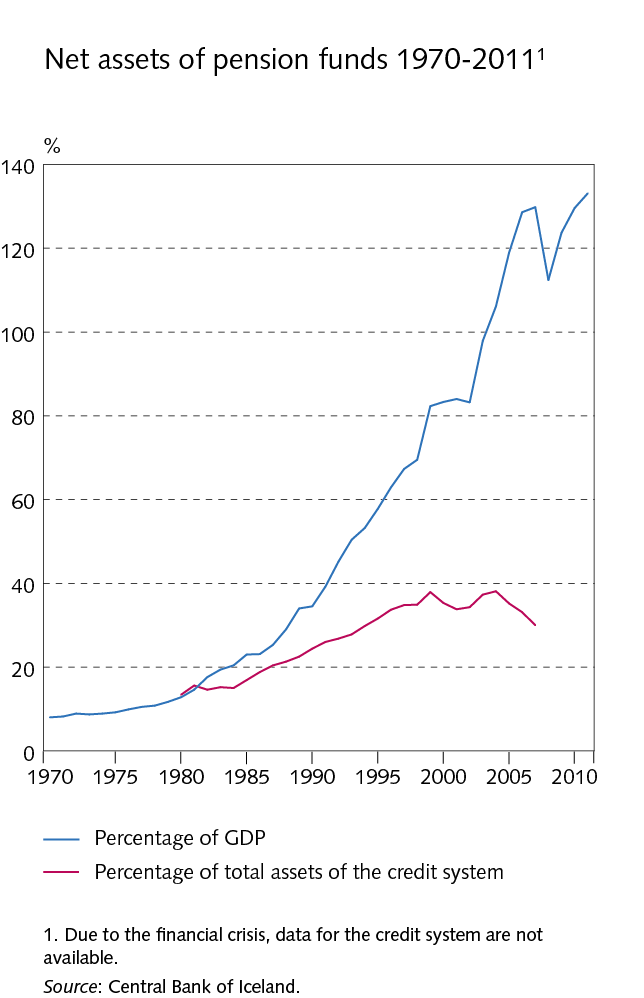 Net assets of pension funds 1970-2011¹
%
140
120
100
80
60
40
20
0
1970 1975 1980 1985 1990 1995 2000 2005 2010
Percentage of GDP
Percentage of total assets of the credit system
1. Due to the financial crisis, data for the credit system are not
available.
Source: Central Bank of Iceland.